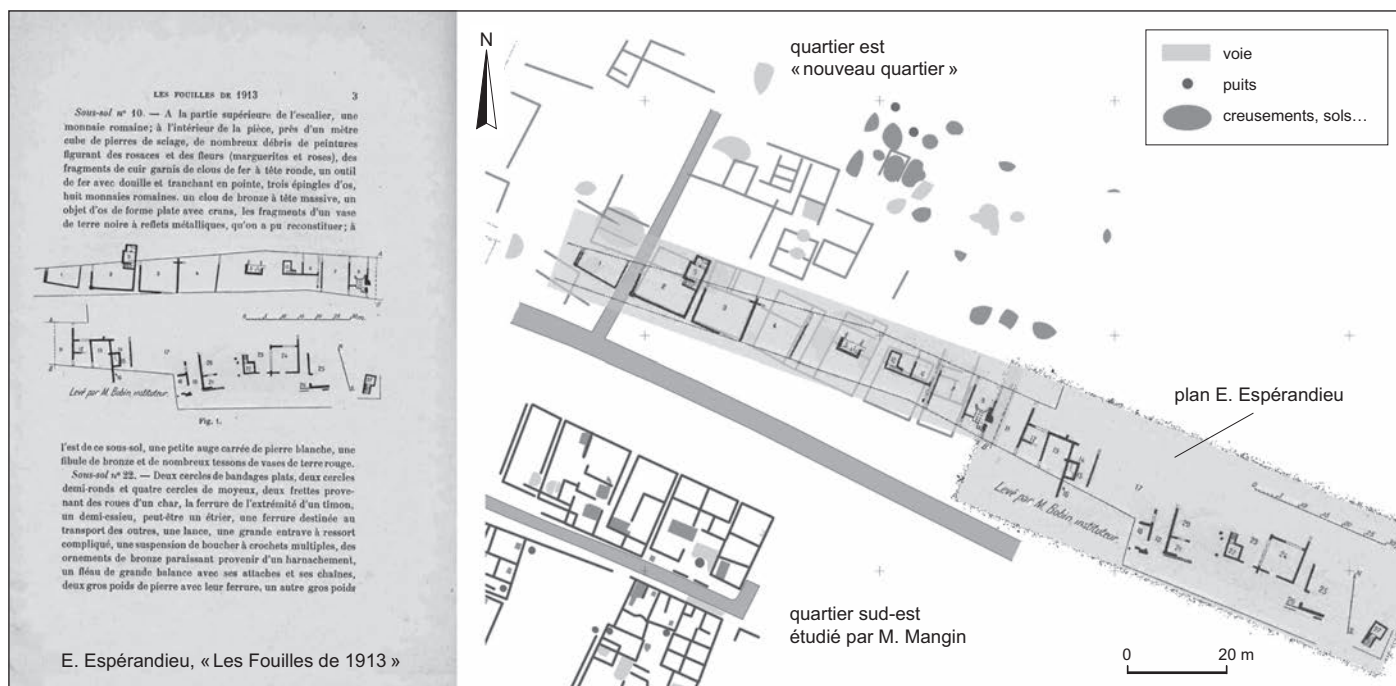 LES FOUILLES DE 1913 3
Sous-sol nº 10. — A la partie supérieure de l'escalier, une
monnaie romaine; à l'intérieur de la pièce, près d'un mètre
cube de pierres de sciage, de nombreux débris de peintures
figurant des rosaces et des fleurs (marguerites et roses), des
fragments de cuir garnis de clous de fer à tête ronde, un outil
de fer avec douille et tranchant en pointe, trois épingles d'os,
huit monnaies romaines. un clou de bronze à tête massive, un
objet d'os de forme plate avec crans, les fragments d'un vase
de terre noire à reflets métalliques, qu'on a pu reconstituer; à
Levé par M. Bobin, instituteur.
Fig. 1.
l'est de ce sous-sol, une petite auge carrée de pierre blanche, une
fibule de bronze et de nombreux tessons de vases de terre rouge.
Sous-sol nº 22. — Deux cercles de bandages plats, deux cercles
demi-ronds et quatre cercles de moyeux, deux frettes prove-
nant des roues d'un char, la ferrure de l'extrémité d'un timon,
un demi-essieu, peut-être un étrier, une ferrure destinée au
transport des outres, une lance, une grande entrave à ressort
compliqué, une suspension de boucher à crochets multiples, des
ornements de bronze paraissant provenir d'un harnachement,
un fléau de grande balance avec ses attaches et ses chaînes,
deux gros poids de pierre avec leur ferrure, un autre gros poids
E. Espérandieu, « Les Fouilles de 1913 »
N
quartier est
« nouveau quartier »
voie
puits
creusements, sols…
plan E. Espérandieu
Levé par M. Bobin, instituteur.
quartier sud-est
étudié par M. Mangin
0 20 m